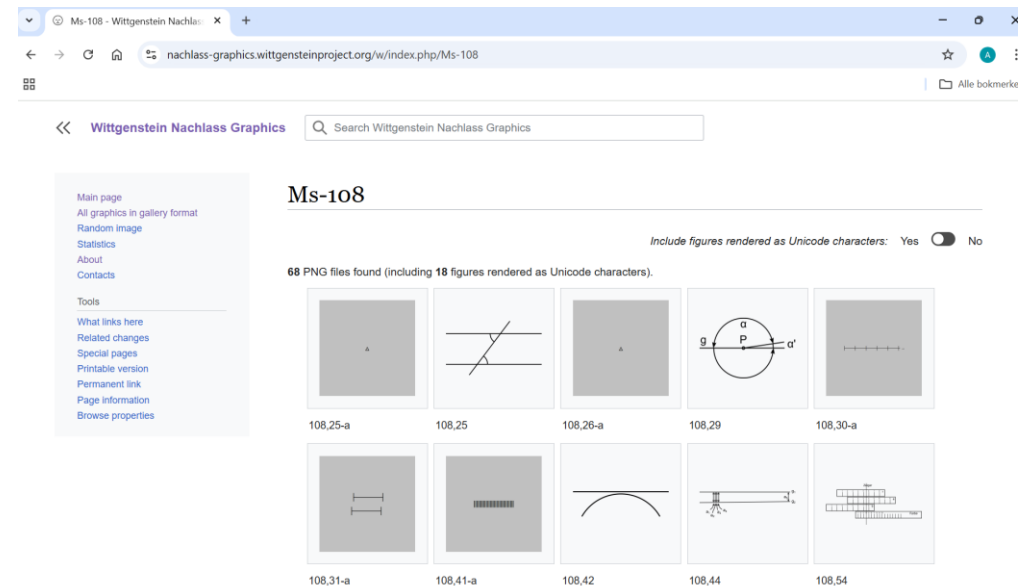 Ms-108 - Wittgenstein Nachlas
nachlass-graphics.wittgensteinproject.org/w/index.php/Ms-108
A
Alle bokmerke
Wittgenstein Nachlass Graphics
Search Wittgenstein Nachlass Graphics
Main page
All graphics in gallery format
Random image
Statistics
About
Contacts
Tools
What links here
Related changes
Special pages
Printable version
Permanent link
Page information
Browse properties
Ms-108
Include figures rendered as Unicode characters: Yes No
68 PNG files found (including 18 figures rendered as Unicode characters).
α
g P α'
108,25-a 108,25 108,26-a 108,29 108,30-a
108,31-a 108,41-a 108,42 108,44 108,54